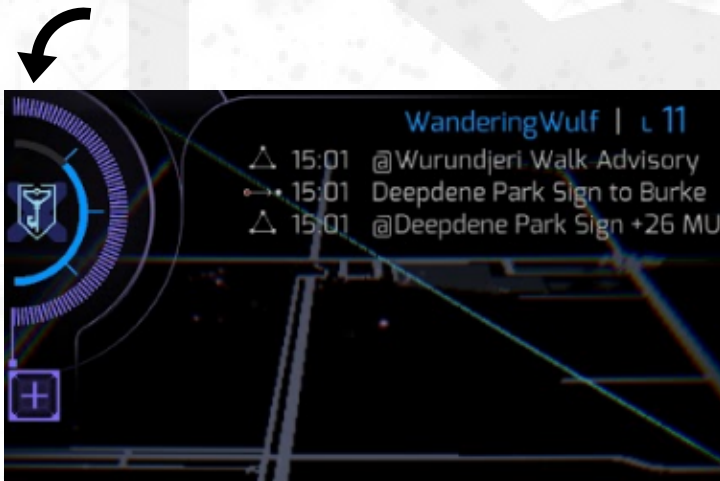 WanderingWulf | L 11
15:01 @Wurundjeri Walk Advisory
15:01 Deepdene Park Sign to Burke
15:01 @Deepdene Park Sign +26 MU